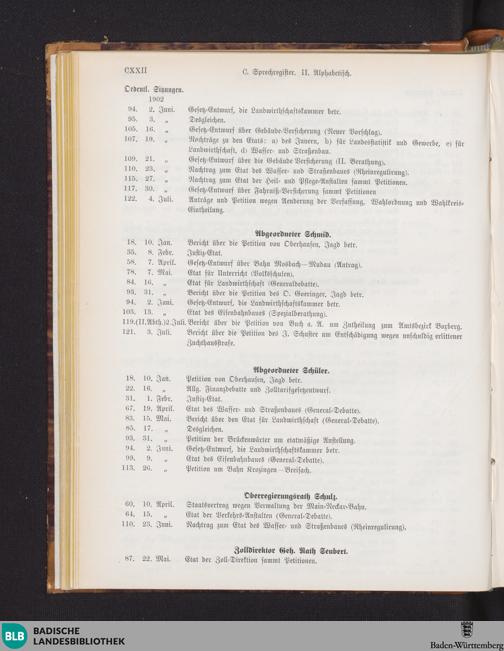 CXXII
C. Sprechregister. II. Alphabetisch.
Ordentl. Sitzungen.
1902
94. 2. Juni. Gesetz-Entwurf, die Landwirthschaftskammer betr.
95. 3. „ Desgleichen.
105. 16. „ Gesetz-Entwurf über Gebäude-Versicherung (Neuer Vorschlag).
107. 19. „ Nachträge zu den Etats: a) des Innern, b) für Landesstatistik und Gewerbe, c) für
Landwirthschaft, d) Wasser- und Straßenbau.
109. 21. „ Gesetz-Entwurf über die Gebäude Versicherung (II. Berathung).
110. 23. „ Nachtrag zum Etat des Wasser- und Straßenbaues (Rheinregulirung).
115. 27. „ Nachtrag zum Etat der Heil- und Pflege-Anstalten sammt Petitionen.
117. 30. „ Gesetz-Entwurf über Fahrniß-Versicherung sammt Petitionen
122. 4. Juli. Anträge und Petition wegen Aenderung der Verfassung, Wahlordnung und Wahlkreis-
Eintheilung.
Abgeordneter Schmid.
18. 10. Jan. Bericht über die Petition von Oberhausen, Jagd betr.
35. 8. Febr. Justiz-Etat.
58. 7. April. Gesetz-Entwurf über Bahn Mosbach—Mudau (Antrag).
78. 7. Mai. Etat für Unterricht (Volksschulen).
84. 16. „ Etat für Landwirthschaft (Generaldebatte).
93. 31. „ Bericht über die Petition des O. Goeringer, Jagd betr.
94. 2. Juni. Gesetz-Entwurf, die Landwirthschaftskammer betr.
103. 13. „ Etat des Eisenbahnbaues (Spezialberathung).
119.(II.Abth.)2.Juli. Bericht über die Petition von Buch a. A. um Zutheilung zum Amtsbezirk Boxberg.
121. 3. Juli. Bericht über die Petition des J. Schuster um Entschädigung wegen unschuldig erlittener
Zuchthausstrafe.
Abgeordneter Schüler.
18. 10. Jan. Petition von Oberhausen, Jagd betr.
22. 16. „ Allg. Finanzdebatte und Zolltarifgesetzentwurf.
31. 1. Febr. Justiz-Etat.
67. 19. April. Etat des Wasser- und Straßenbaues (General-Debatte).
83. 15. Mai. Bericht über den Etat für Landwirthschaft (General-Debatte).
85. 17. „ Desgleichen.
93. 31. „ Petition der Brückenwärter um etatmäßige Anstellung.
94. 2. Juni. Gesetz-Entwurf, die Landwirthschaftskammer betr.
99. 9. „ Etat des Eisenbahnbaues (General-Debatte).
113. 26. „ Petition um Bahn Krozingen—Breisach.
Oberregierungsrath Schulz.
60. 10. April. Staatsvertrag wegen Verwaltung der Main-Neckar-Bahn.
64. 15. „ Etat der Verkehrs-Anstalten (General-Debatte).
110. 23. Juni. Nachtrag zum Etat des Wasser- und Straßenbaues (Rheinregulirung).
Zolldirektor Geh. Rath Seubert.
87. 22. Mai. Etat der Zoll-Direktion sammt Petitionen.
BLB BADISCHE
LANDESBIBLIOTHEK
Baden-Württemberg